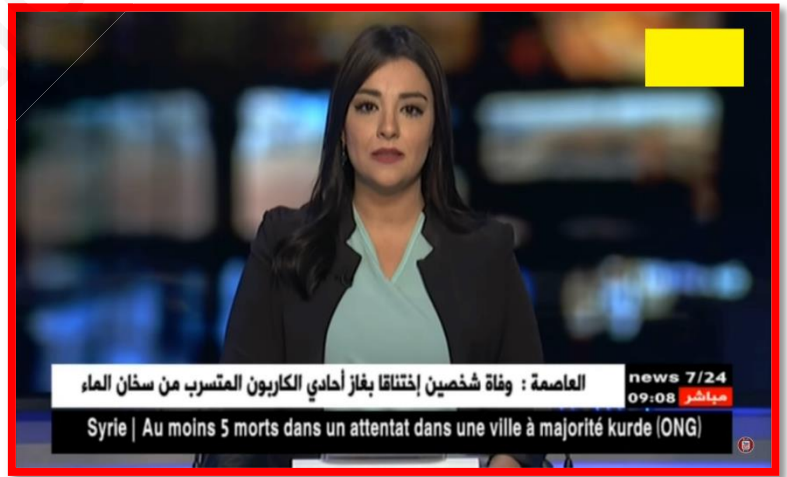 العاصمة : وفاة شخصين إختناقا بغاز أحادي الكاربون المتسرب من سخان الماء
news 7/24
09:08 مباشر
Syrie | Au moins 5 morts dans un attentat dans une ville à majorité kurde (ONG)